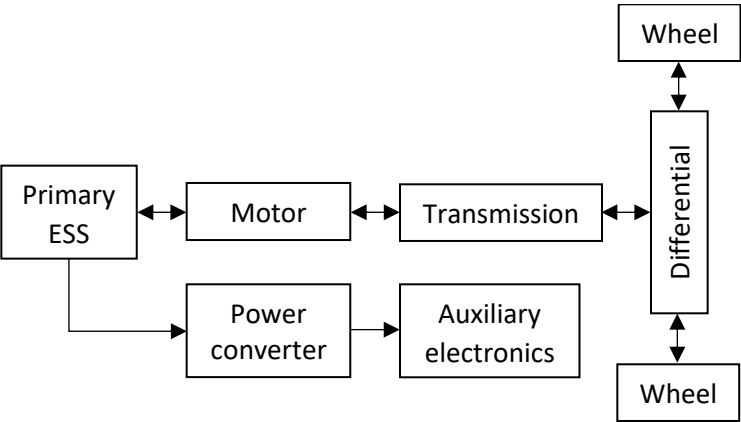 Wheel
Primary
ESS
Motor
Transmission
Differential
Power
converter
Auxiliary
electronics
Wheel